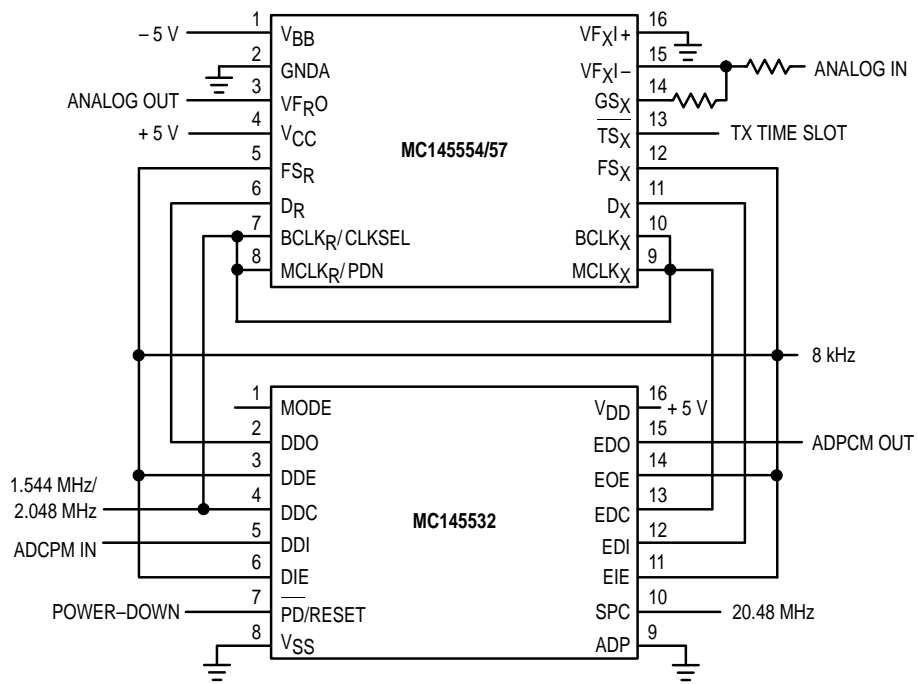 – 5 V 1 VBB VFXI+ 16
2 GNDA VFXI– 15 ANALOG IN
ANALOG OUT 3 VFRO GSX 14
+ 5 V 4 VCC TSX 13 TX TIME SLOT
MC145554/57
5 FSR FSX 12
6 DR DX 11
7 BCLKR/CLKSEL BCLKX 10
8 MCLKR/PDN MCLKX 9
8 kHz
1 MODE VDD 16 + 5 V
2 DDO EDO 15 ADPCM OUT
3 DDE EOE 14
1.544 MHz/
2.048 MHz
4 DDC EDC 13
MC145532
ADCPM IN 5 DDI EDI 12
6 DIE EIE 11
POWER–DOWN 7 PD/RESET SPC 10 20.48 MHz
8 VSS ADP 9